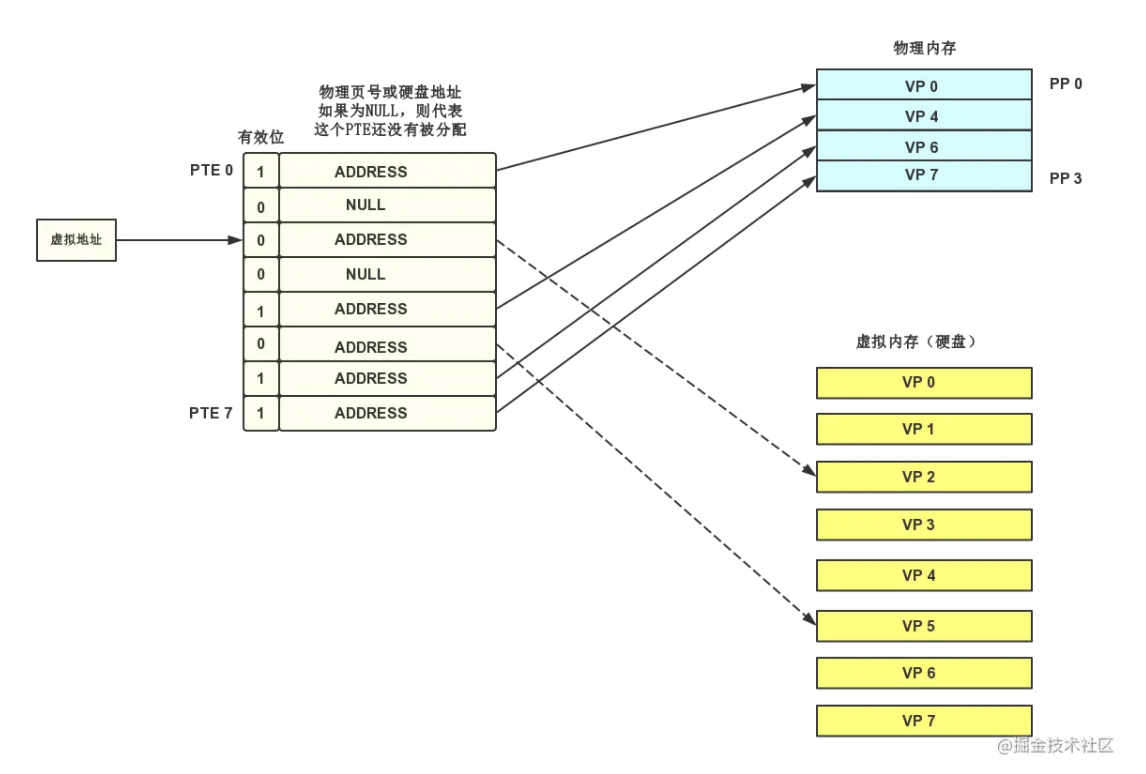 物理内存
VP 0
PP 0
VP 4
VP 6
VP 7
PP 3
物理页号或硬盘地址
如果为NULL，则代表
这个PTE还没有被分配
有效位
PTE 0
1
ADDRESS
0
NULL
虚拟地址
0
ADDRESS
0
NULL
1
ADDRESS
0
ADDRESS
1
ADDRESS
PTE 7
1
ADDRESS
虚拟内存（硬盘）
VP 0
VP 1
VP 2
VP 3
VP 4
VP 5
VP 6
VP 7
@掘金技术社区